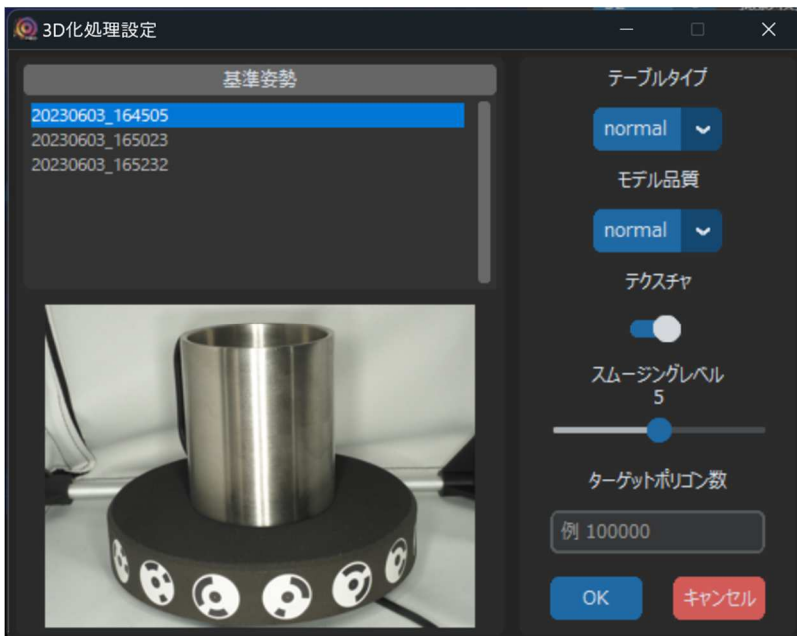 3D化処理設定
基準姿勢
20230603_164505
20230603_165023
20230603_165232
テーブルタイプ
normal
モデル品質
normal
テクスチャ
スムージングレベル
5
ターゲットポリゴン数
例 100000
OK
キャンセル